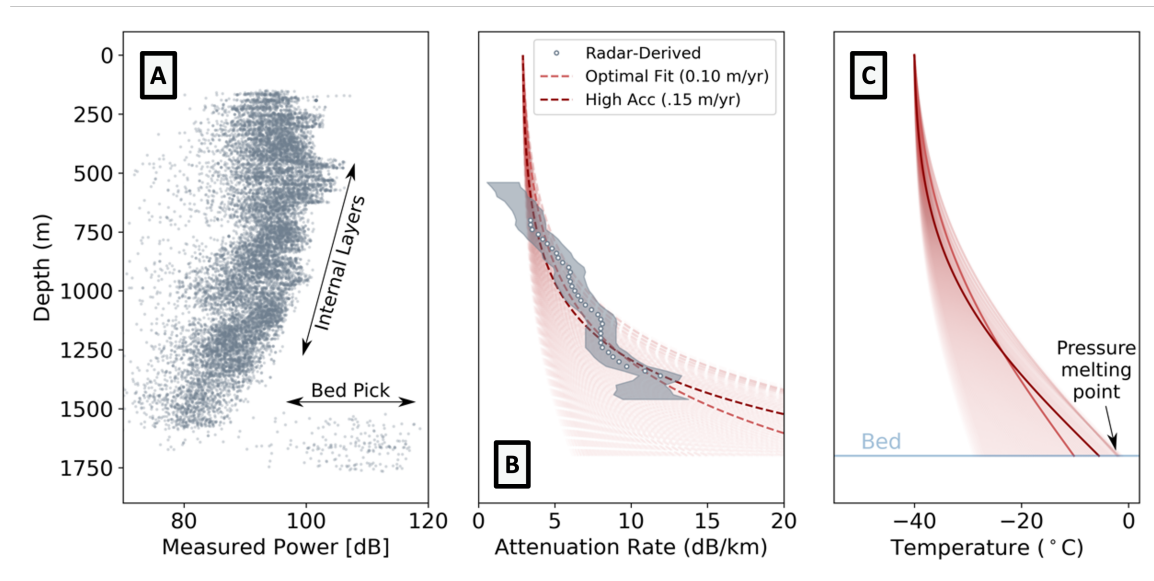 A
B
C
Radar-Derived
Optimal Fit (0.10 m/yr)
High Acc (.15 m/yr)
Internal Layers
Bed Pick
Pressure
melting
point
Bed
0
250
500
750
1000
1250
1500
1750
Depth (m)
80 100 120
Measured Power [dB]
0 5 10 15 20
Attenuation Rate (dB/km)
−40 −20 0
Temperature (°C)